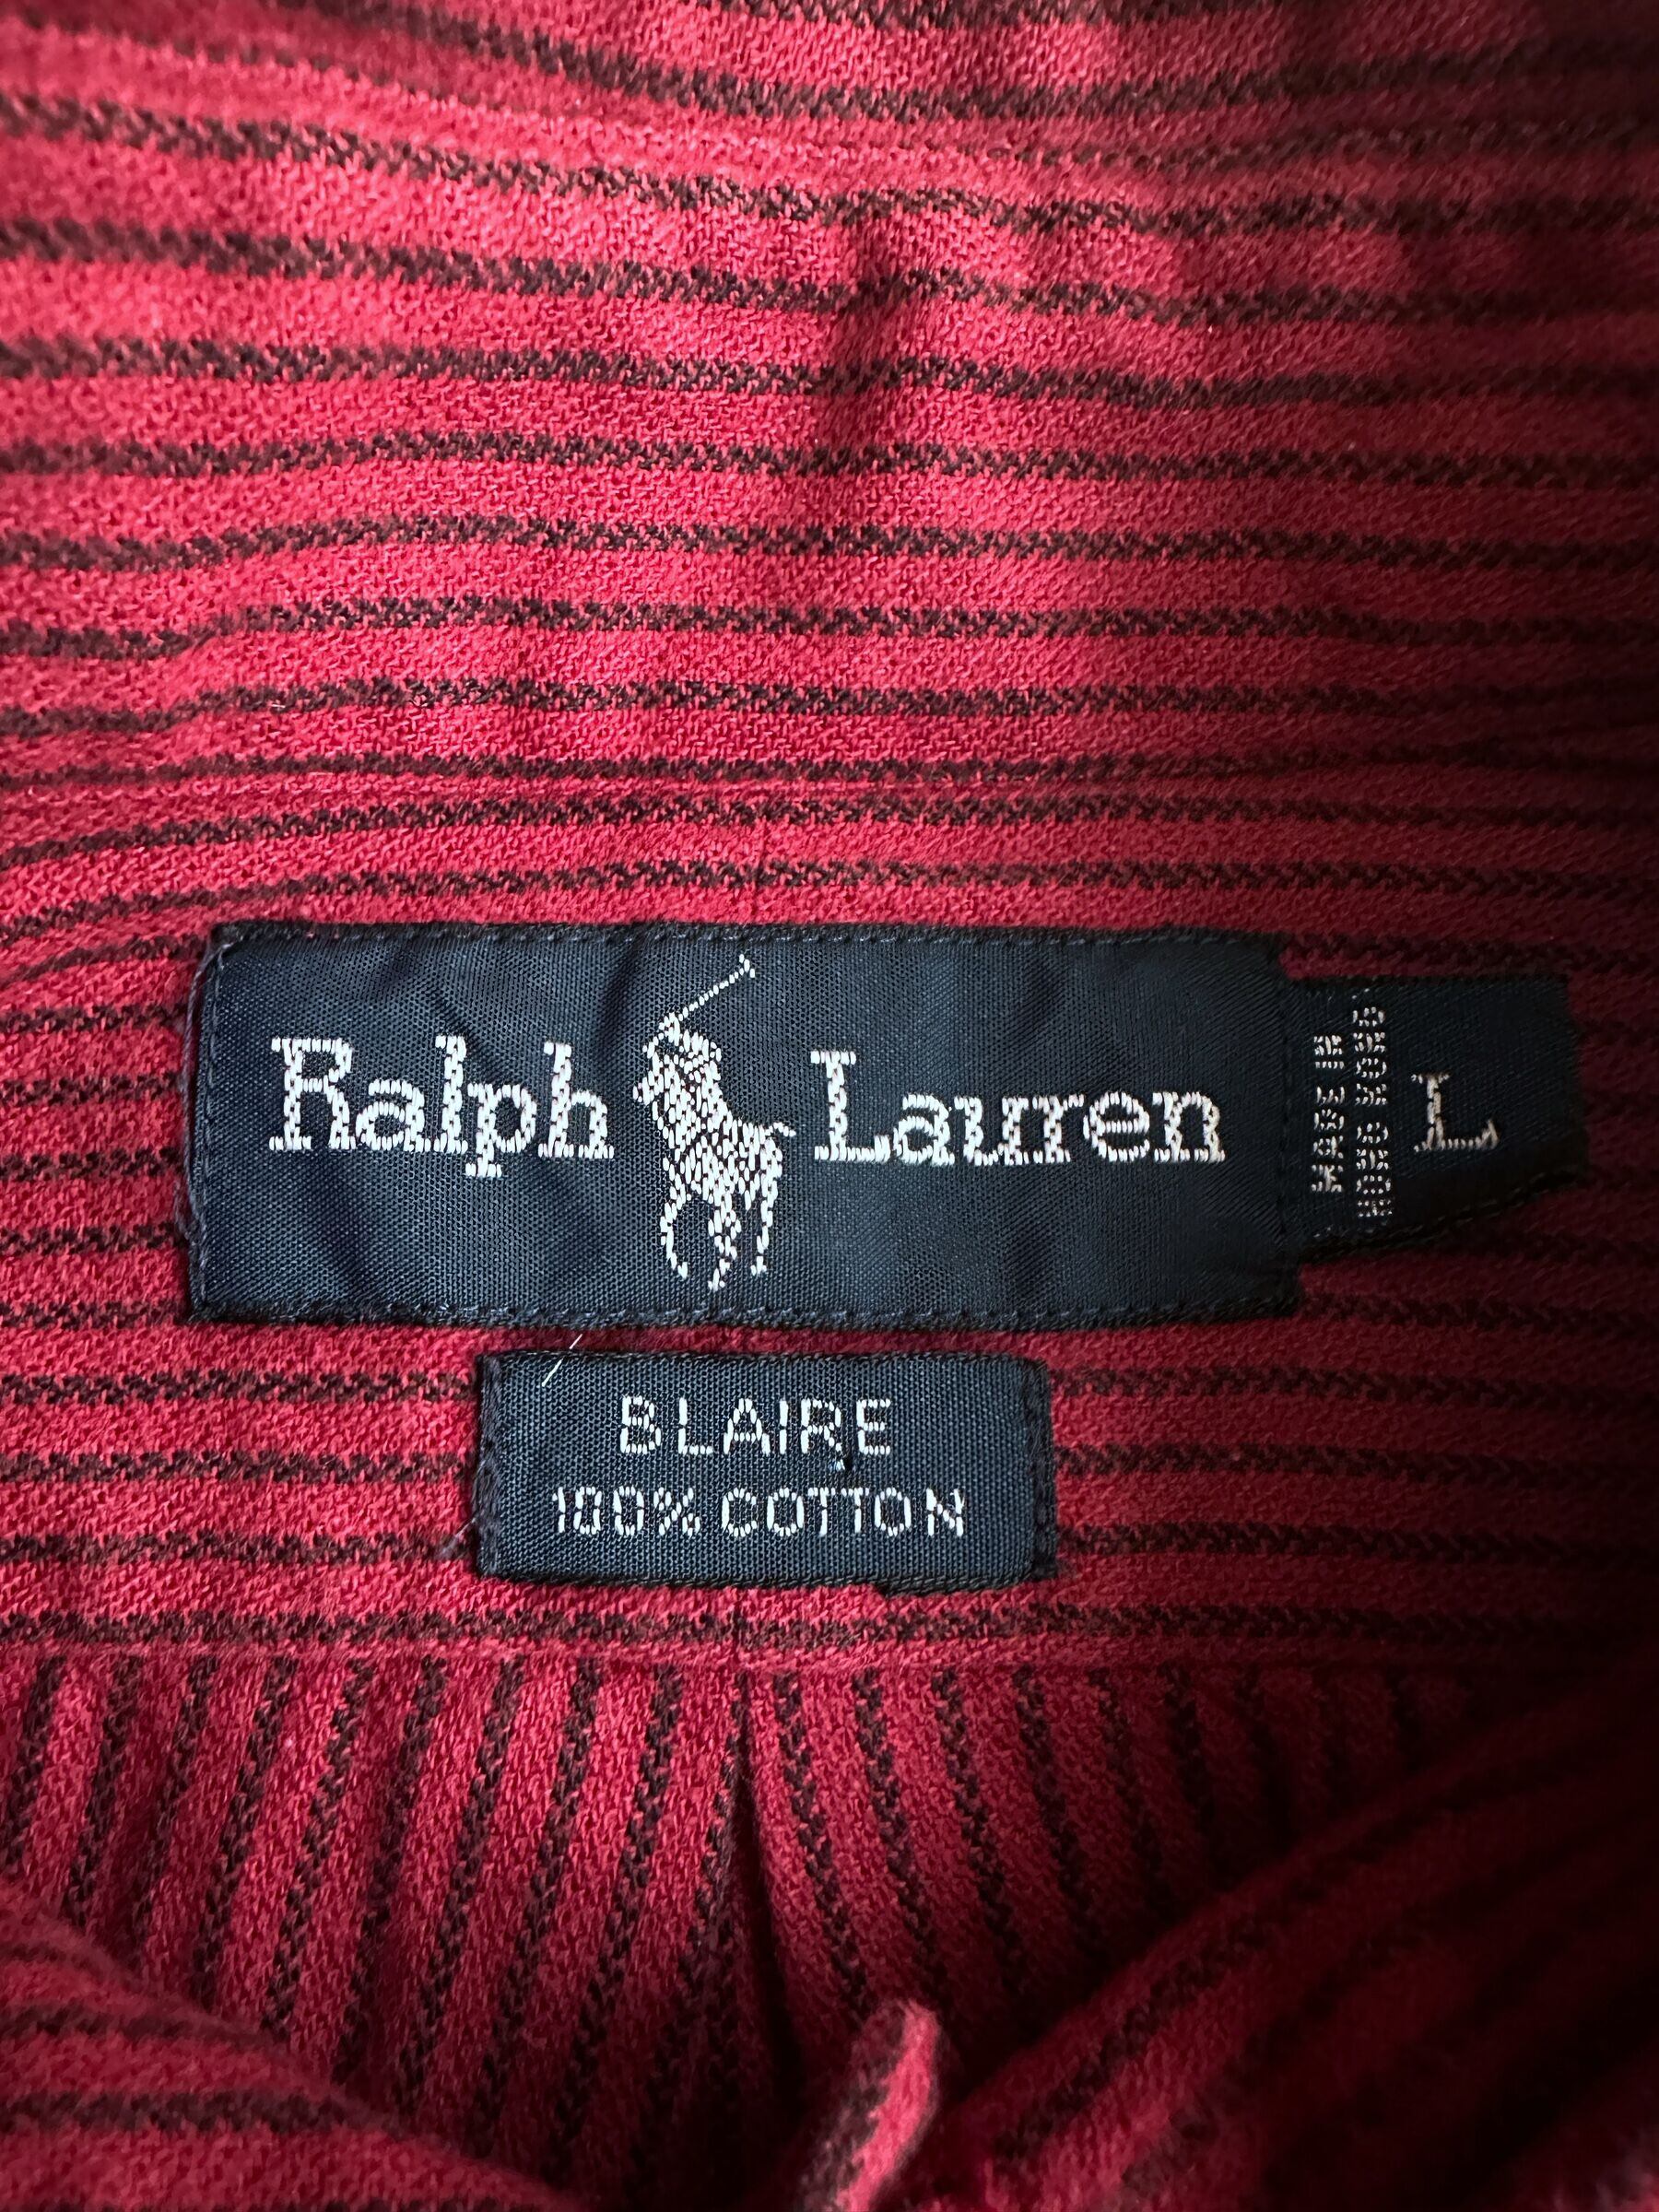 Ralph Lauren
MADE IN
HONG KONG
L
BLAIRE
100% COTTON